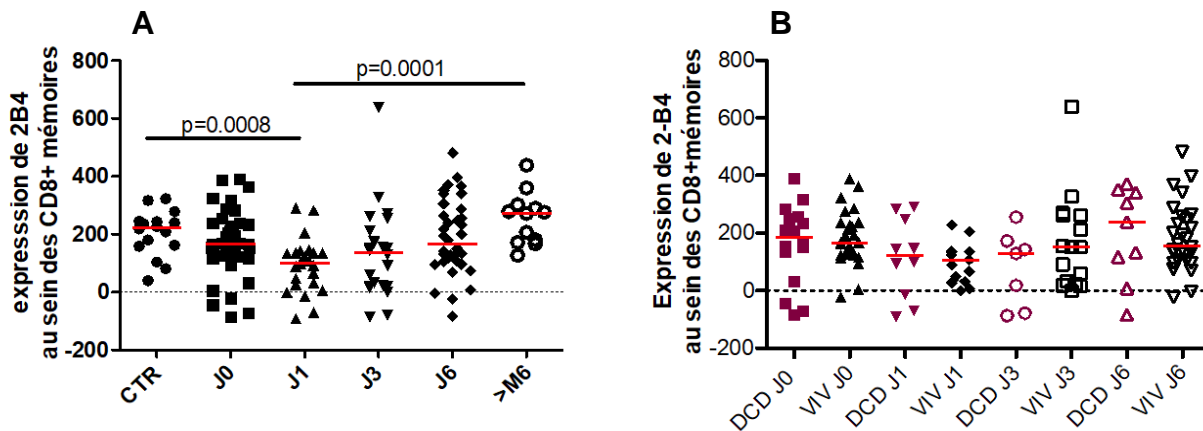 A
expresssion de 2B4
au sein des CD8+ mémoires
800
600
400
200
0
-200
p=0.0008
p=0.0001
CTR
J0
J1
J3
J6
>M6
B
Expression de 2-B4
au sein des CD8+mémoires
800
600
400
200
0
-200
DCD J0
VIV J0
DCD J1
VIV J1
DCD J3
VIV J3
DCD J6
VIV J6